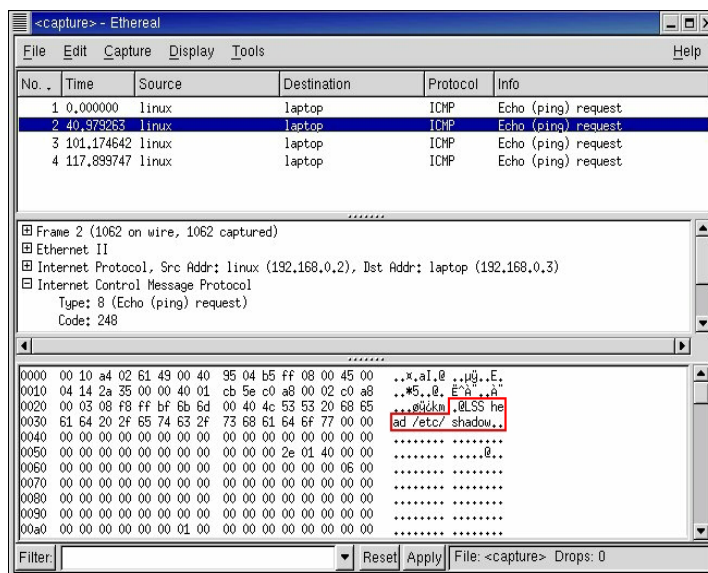 <capture> - Ethereal
File Edit Capture Display Tools Help
No. . Time Source Destination Protocol Info
1 0.000000 linux laptop ICMP Echo (ping) request
2 40.979263 linux laptop ICMP Echo (ping) request
3 101.174642 linux laptop ICMP Echo (ping) request
4 117.899747 linux laptop ICMP Echo (ping) request
Frame 2 (1062 on wire, 1062 captured)
Ethernet II
Internet Protocol, Src Addr: linux (192.168.0.2), Dst Addr: laptop (192.168.0.3)
Internet Control Message Protocol
Type: 8 (Echo (ping) request)
Code: 248
0000 00 10 a4 02 61 49 00 40 95 04 b5 ff 08 00 45 00 ..¤.aI.@ ..µÿ..E.
0010 04 14 2a 35 00 00 40 01 cb 5e c0 a8 00 02 c0 a8 ..*5..@. Ë^À¨..À¨
0020 00 03 08 f8 ff bf 6b 6d 00 40 4c 53 53 20 68 65 ...øÿ¿km .@LSS he
0030 61 64 20 2f 65 74 63 2f 73 68 61 64 6f 77 00 00 ad /etc/ shadow..
0040 00 00 00 00 00 00 00 00 00 00 00 00 00 00 00 00 ........ ........
0050 00 00 00 00 00 00 00 00 00 00 2e 01 40 00 00 00 ........ .....@..
0060 00 00 00 00 00 00 00 00 00 00 00 00 00 00 06 00 ........ ........
0070 00 00 00 00 00 00 00 00 00 00 00 00 00 00 00 00 ........ ........
0080 00 00 00 00 00 00 00 00 00 00 00 00 00 00 00 00 ........ ........
0090 00 00 00 00 00 00 00 00 00 00 00 00 00 00 00 00 ........ ........
00a0 00 00 00 00 00 00 01 00 00 00 00 00 00 00 00 00 ........ ........
Filter: Reset Apply File: <capture> Drops: 0